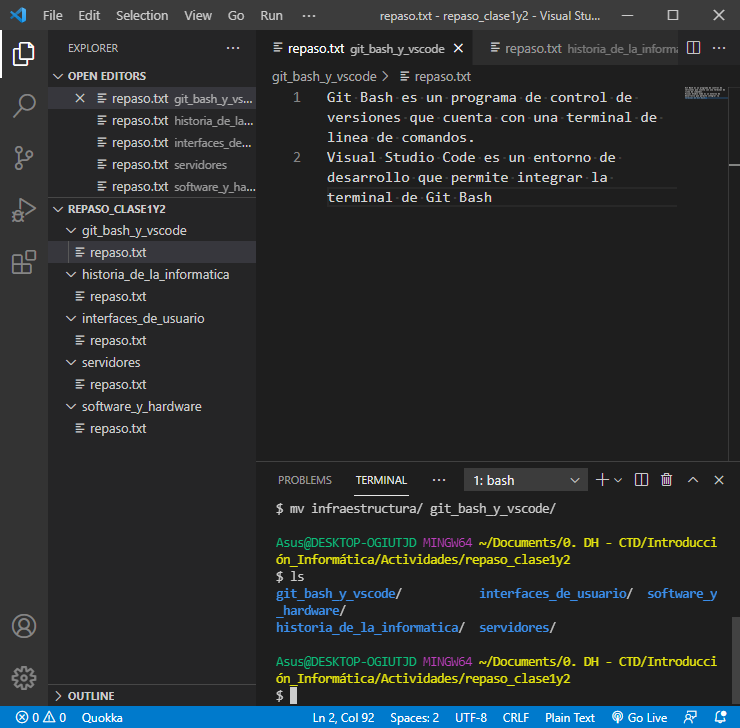 File Edit Selection View Go Run ··· repaso.txt - repaso_clase1y2 - Visual Stu...
EXPLORER ···
OPEN EDITORS
repaso.txt git_bash_y_vs...
repaso.txt historia_de_la...
repaso.txt interfaces_de...
repaso.txt servidores
repaso.txt software_y_ha...
REPASO_CLASE1Y2
git_bash_y_vscode
repaso.txt
historia_de_la_informatica
repaso.txt
interfaces_de_usuario
repaso.txt
servidores
repaso.txt
software_y_hardware
repaso.txt
OUTLINE
repaso.txt git_bash_y_vscode repaso.txt historia_de_la_informa
git_bash_y_vscode > repaso.txt
1 Git Bash es un programa de control de
versiones que cuenta con una terminal de
linea de comandos.
2 Visual Studio Code es un entorno de
desarrollo que permite integrar la
terminal de Git Bash
PROBLEMS TERMINAL ··· 1: bash
$ mv infraestructura/ git_bash_y_vscode/
Asus@DESKTOP-OGIUTJD MINGW64 ~/Documents/0. DH - CTD/Introducci
ón_Informática/Actividades/repaso_clase1y2
$ ls
git_bash_y_vscode/ interfaces_de_usuario/ software_y
_hardware/
historia_de_la_informatica/ servidores/
Asus@DESKTOP-OGIUTJD MINGW64 ~/Documents/0. DH - CTD/Introducci
ón_Informática/Actividades/repaso_clase1y2
$
0 0 Quokka Ln 2, Col 92 Spaces: 2 UTF-8 CRLF Plain Text Go Live